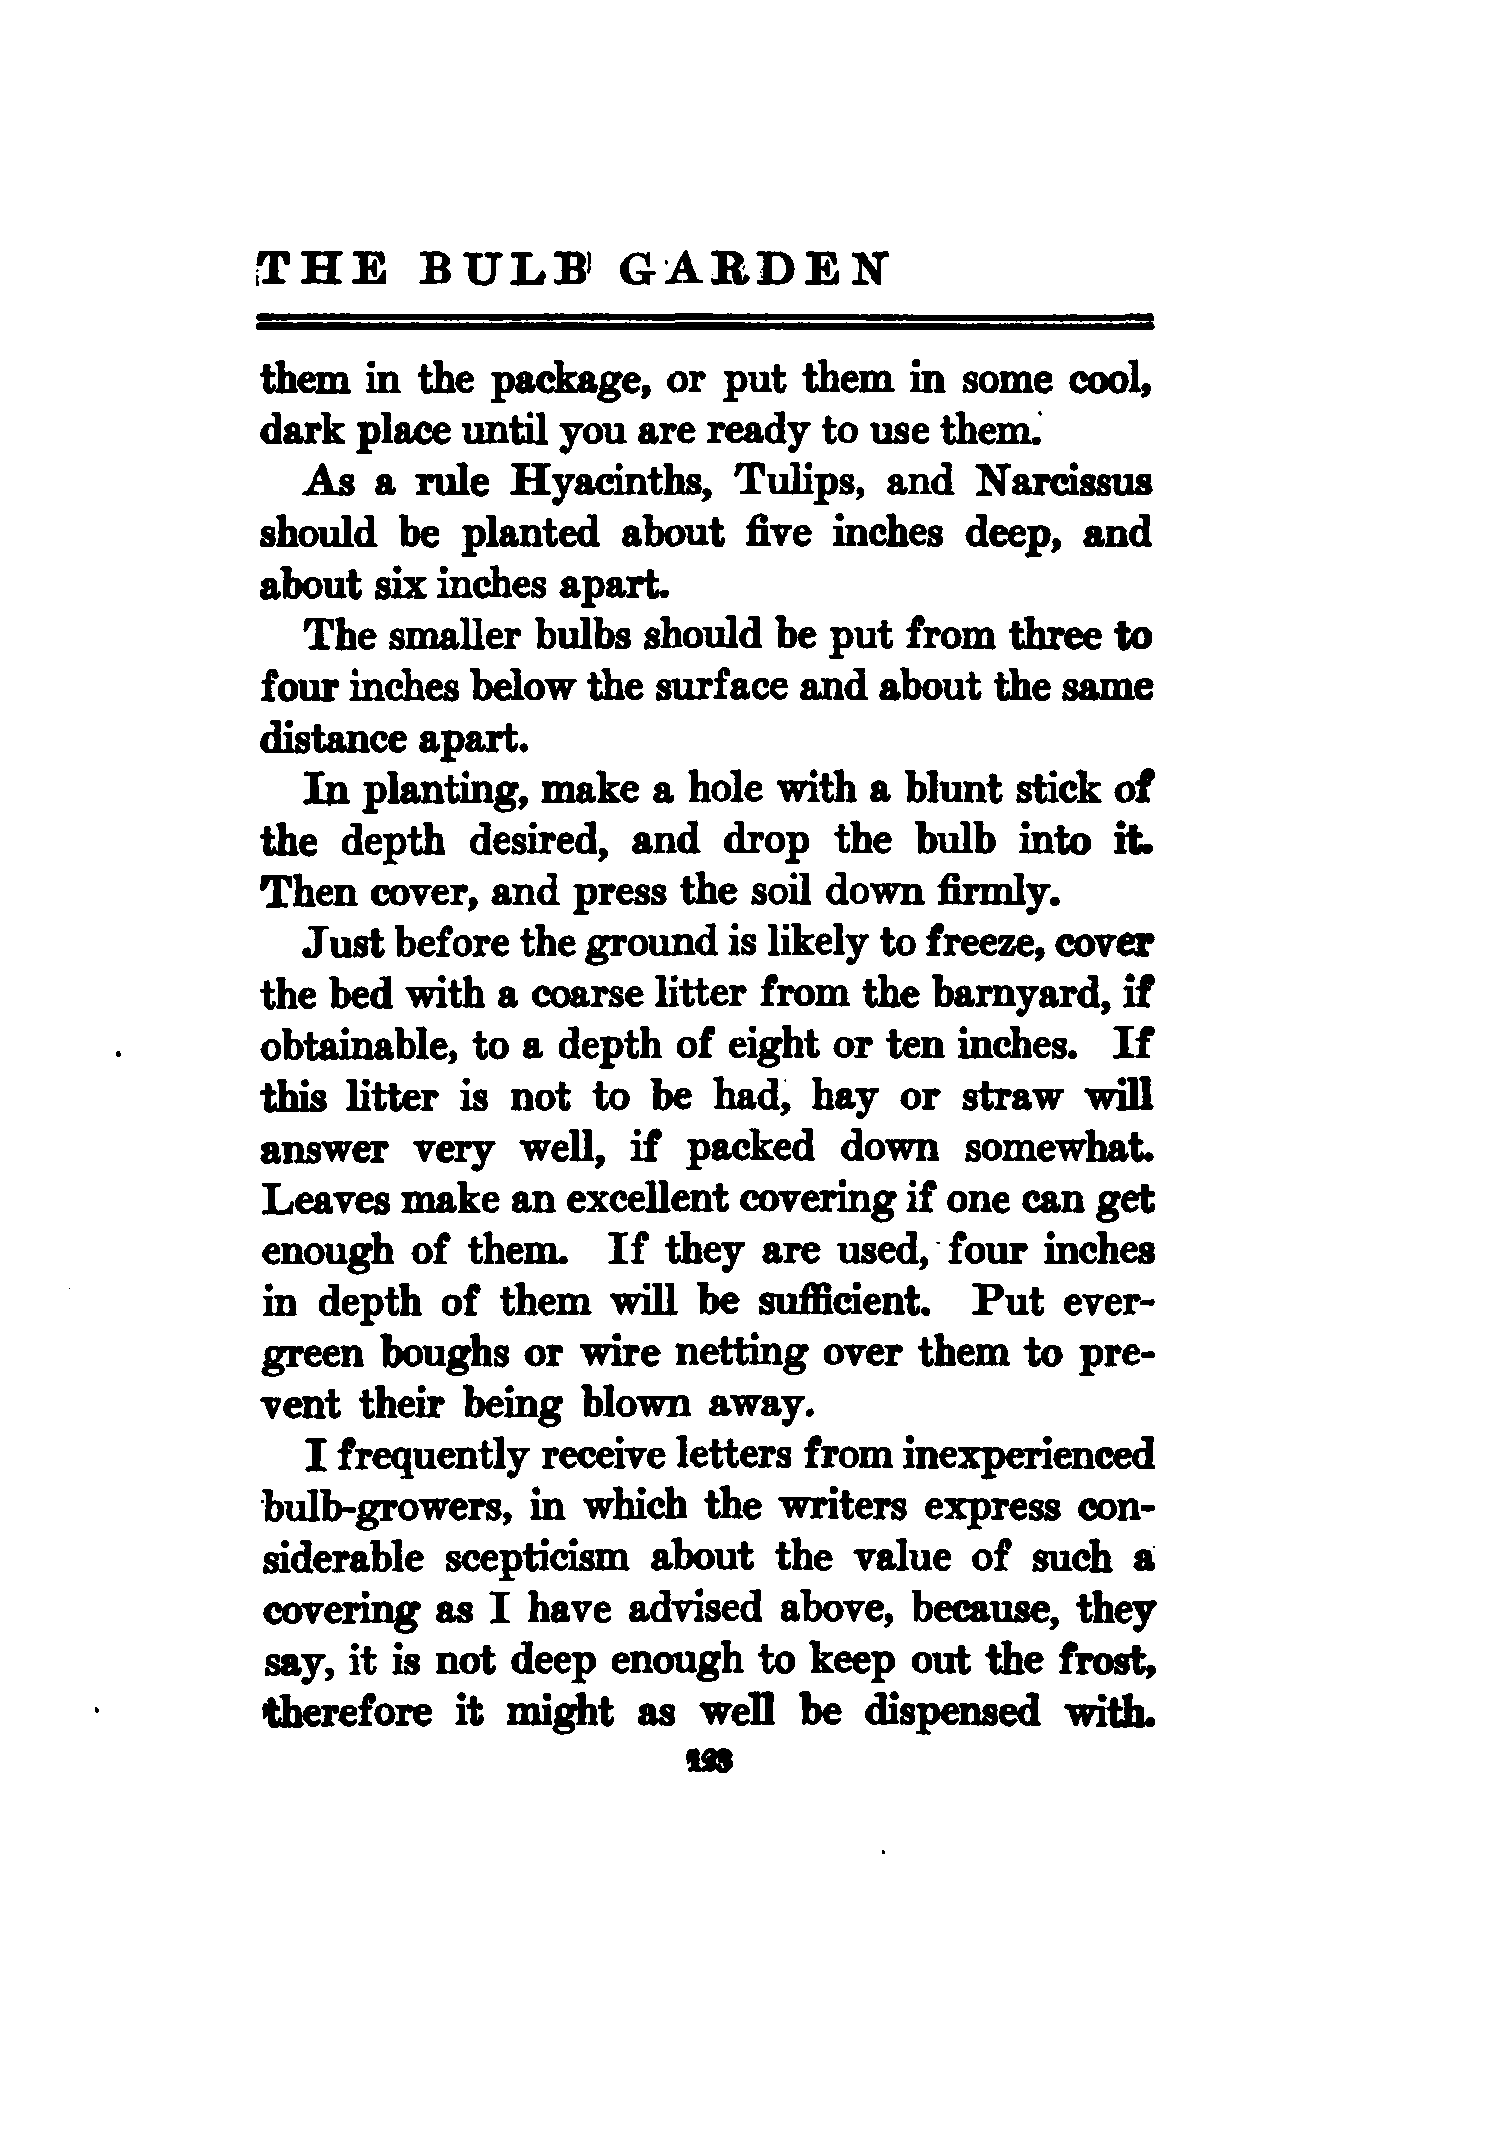 THE BULB GARDEN
them in the package, or put them in some cool,
dark place until you are ready to use them.
As a rule Hyacinths, Tulips, and Narcissus
should be planted about five inches deep, and
about six inches apart.
The smaller bulbs should be put from three to
four inches below the surface and about the same
distance apart.
In planting, make a hole with a blunt stick of
the depth desired, and drop the bulb into it.
Then cover, and press the soil down firmly.
Just before the ground is likely to freeze, cover
the bed with a coarse litter from the barnyard, if
obtainable, to a depth of eight or ten inches. If
this litter is not to be had, hay or straw will
answer very well, if packed down somewhat.
Leaves make an excellent covering if one can get
enough of them. If they are used, four inches
in depth of them will be sufficient. Put ever-
green boughs or wire netting over them to pre-
vent their being blown away.
I frequently receive letters from inexperienced
bulb-growers, in which the writers express con-
siderable scepticism about the value of such a
covering as I have advised above, because, they
say, it is not deep enough to keep out the frost,
therefore it might as well be dispensed with.